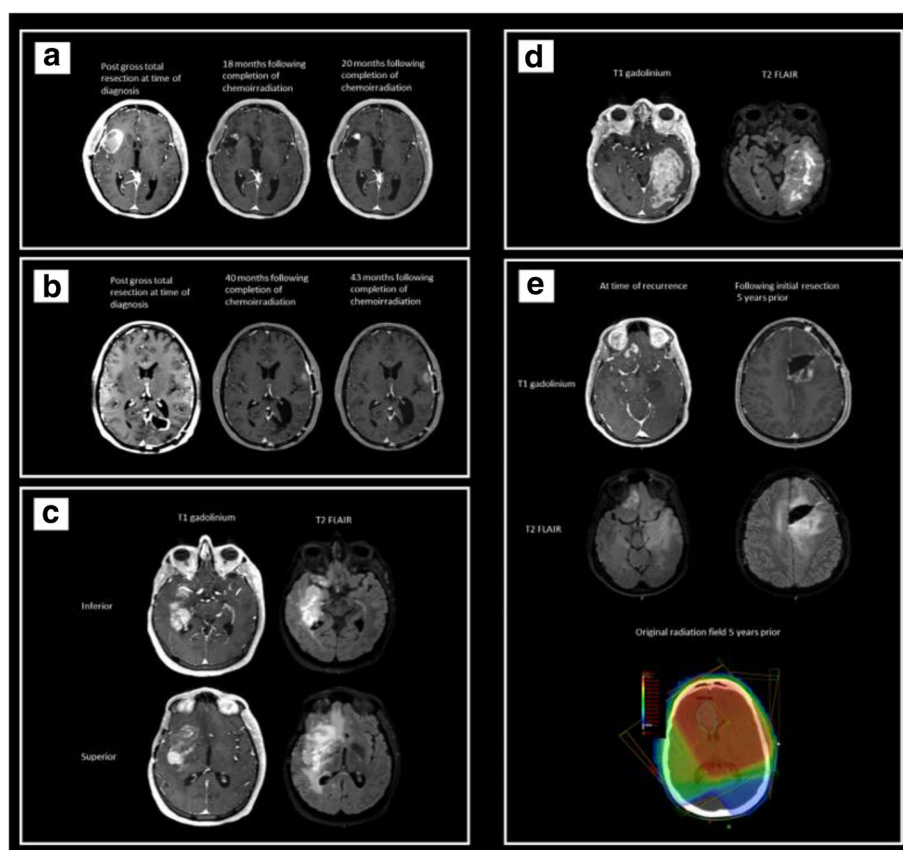 a
Post gross total
resection at time of
diagnosis
18 months following
completion of
chemoirradiation
20 months following
completion of
chemoirradiation
b
Post gross total
resection at time of
diagnosis
40 months following
completion of
chemoirradiation
43 months following
completion of
chemoirradiation
c
T1 gadolinium
T2 FLAIR
Inferior
Superior
d
T1 gadolinium
T2 FLAIR
e
At time of recurrence
Following initial resection
5 years prior
T1 gadolinium
T2 FLAIR
Original radiation field 5 years prior